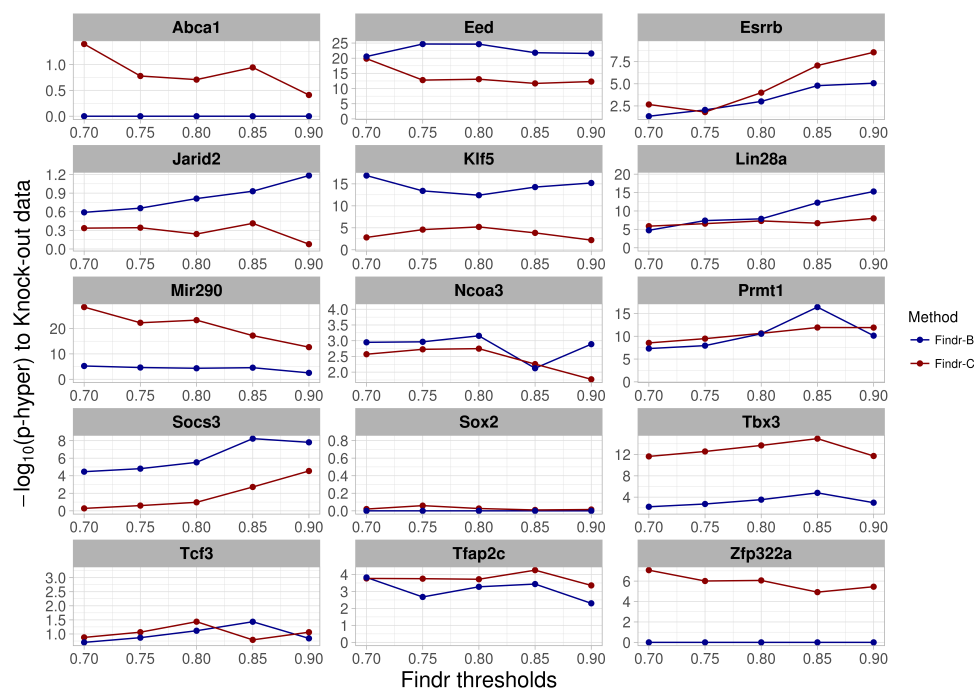 Abca1
Eed
Esrrb
1.0
0.5
0.0
25
20
15
10
5
0
7.5
5.0
2.5
0.70 0.75 0.80 0.85 0.90
0.70 0.75 0.80 0.85 0.90
0.70 0.75 0.80 0.85 0.90
Jarid2
Klf5
Lin28a
1.2
0.9
0.6
0.3
0.0
15
10
5
0
20
15
10
5
0
0.70 0.75 0.80 0.85 0.90
0.70 0.75 0.80 0.85 0.90
0.70 0.75 0.80 0.85 0.90
Mir290
Ncoa3
Prmt1
20
10
0
4.0
3.5
3.0
2.5
2.0
15
10
5
0
0.70 0.75 0.80 0.85 0.90
0.70 0.75 0.80 0.85 0.90
0.70 0.75 0.80 0.85 0.90
Socs3
Sox2
Tbx3
8
6
4
2
0
0.8
0.6
0.4
0.2
0.0
12
8
4
0.70 0.75 0.80 0.85 0.90
0.70 0.75 0.80 0.85 0.90
0.70 0.75 0.80 0.85 0.90
Tcf3
Tfap2c
Zfp322a
3.0
2.5
2.0
1.5
1.0
4
3
2
1
0
6
4
2
0
0.70 0.75 0.80 0.85 0.90
0.70 0.75 0.80 0.85 0.90
0.70 0.75 0.80 0.85 0.90
−log₁₀(p-hyper) to Knock-out data
Findr thresholds
Method
Findr-B
Findr-C